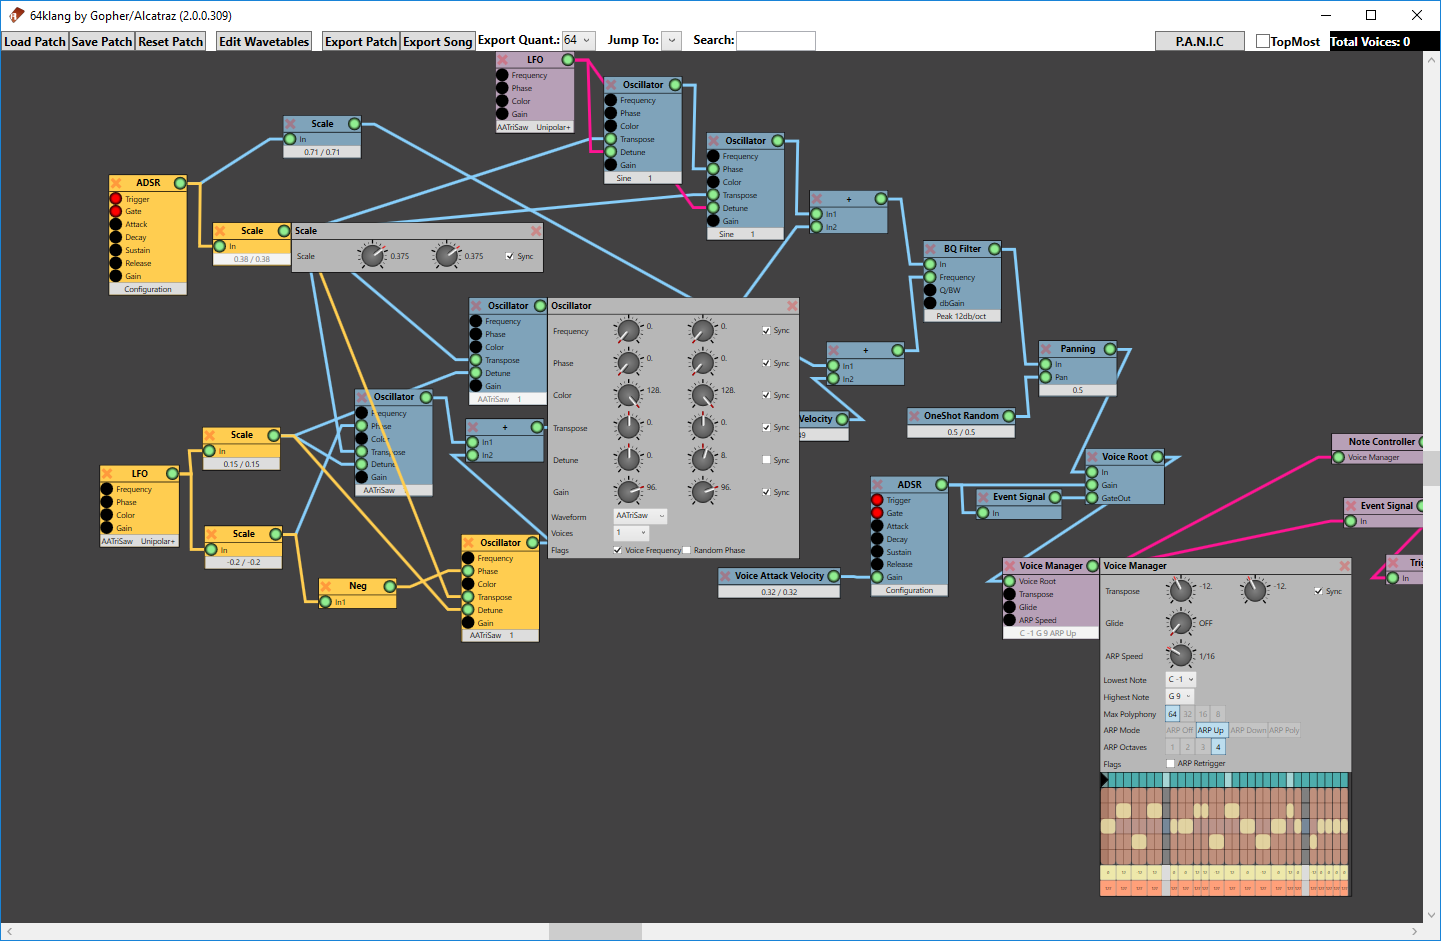 64klang by Gopher/Alcatraz (2.0.0.309)
Load Patch Save Patch Reset Patch Edit Wavetables Export Patch Export Song Export Quant.: 64 Jump To: Search: P.A.N.I.C TopMost Total Voices: 0
LFO
Frequency
Phase
Color
Gain
AATriSaw Unipolar+
Oscillator
Frequency
Phase
Color
Transpose
Detune
Gain
Sine 1
Scale
In
0.71 / 0.71
Oscillator
Frequency
Phase
Color
Transpose
Detune
Gain
Sine 1
ADSR
Trigger
Gate
Attack
Decay
Sustain
Release
Gain
Configuration
+
In1
In2
Scale
In
0.38 / 0.38
Scale
Scale 0.375 0.375 Sync
BQ Filter
In
Frequency
Q/BW
dbGain
Peak 12db/oct
Oscillator
Frequency
Phase
Color
Transpose
Detune
Gain
AATriSaw 1
Oscillator
Frequency 0. 0. Sync
Phase 0. 0. Sync
Color 128. 128. Sync
Transpose 0. 0. Sync
Detune 0. 8. Sync
Gain 96. 96. Sync
Waveform AATriSaw
Voices 1
Flags Voice Frequency Random Phase
+
In1
In2
Panning
In
Pan
0.5
Oscillator
Frequency
Phase
Color
Transpose
Detune
Gain
AATriSaw
+
In1
In2
Velocity
49
OneShot Random
0.5 / 0.5
Scale
In
0.15 / 0.15
Note Controller
Voice Manager
Voice Root
In
Gain
GateOut
LFO
Frequency
Phase
Color
Gain
AATriSaw Unipolar+
ADSR
Trigger
Gate
Attack
Decay
Sustain
Release
Gain
Configuration
Event Signal
In
Event Signal
In
Scale
In
-0.2 / -0.2
Oscillator
Frequency
Phase
Color
Transpose
Detune
Gain
AATriSaw 1
Neg
In1
Voice Attack Velocity
0.32 / 0.32
Tri
In
Voice Manager
Voice Root
Transpose
Glide
ARP Speed
C -1 G 9 ARP Up
Voice Manager
Transpose -12. -12. Sync
Glide OFF
ARP Speed 1/16
Lowest Note C -1
Highest Note G 9
Max Polyphony 64 32 16 8
ARP Mode ARP Off ARP Up ARP Down ARP Poly
ARP Octaves 1 2 3 4
Flags ARP Retrigger